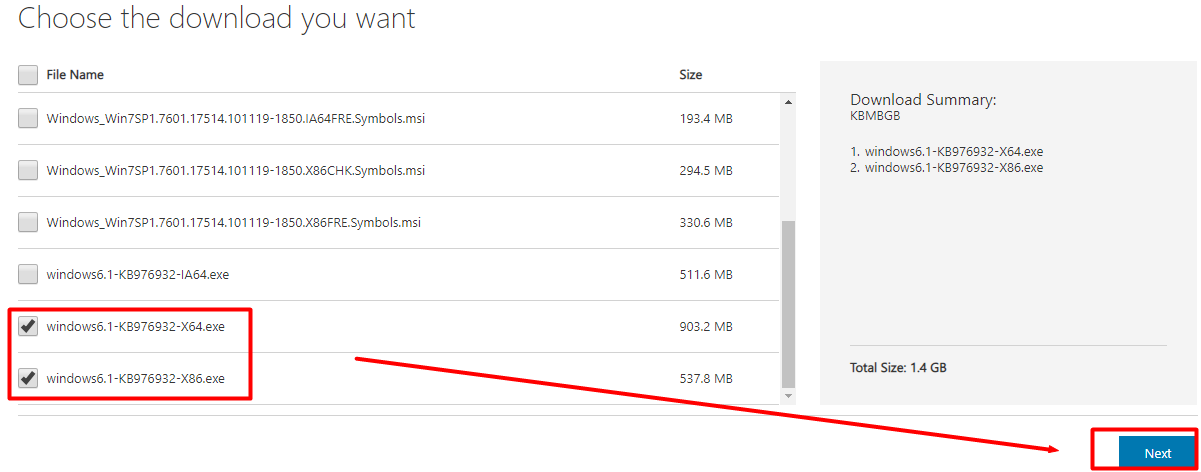 Choose the download you want
File Name Size
Windows_Win7SP1.7601.17514.101119-1850.IA64FRE.Symbols.msi 193.4 MB
Windows_Win7SP1.7601.17514.101119-1850.X86CHK.Symbols.msi 294.5 MB
Windows_Win7SP1.7601.17514.101119-1850.X86FRE.Symbols.msi 330.6 MB
windows6.1-KB976932-IA64.exe 511.6 MB
windows6.1-KB976932-X64.exe 903.2 MB
windows6.1-KB976932-X86.exe 537.8 MB
Download Summary:
KBMBGB
1. windows6.1-KB976932-X64.exe
2. windows6.1-KB976932-X86.exe
Total Size: 1.4 GB
Next